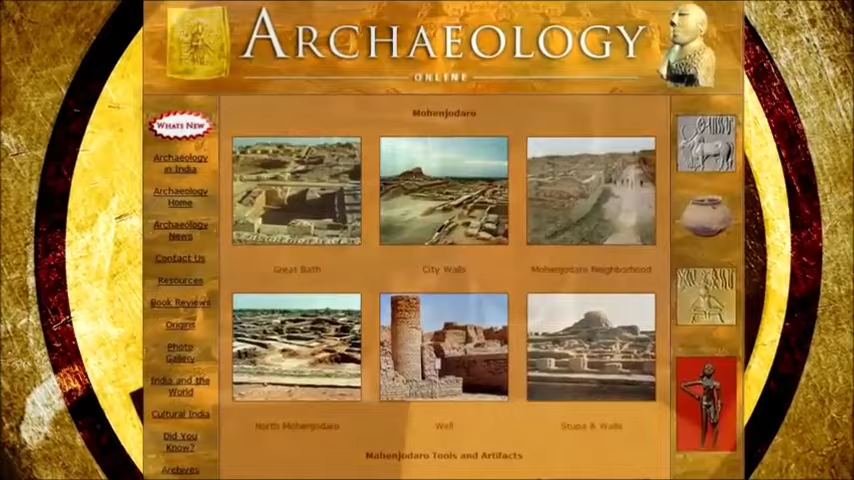 ARCHAEOLOGY
ONLINE
WHATS NEW
Archaeology
in India
Archaeology
Home
Archaeology
News
Contact Us
Resources
Book Reviews
Origins
Photo
Gallery
India and the
World
Cultural India
Did You
Know?
Archives
Mohenjodaro
Great Bath
City Walls
Mohenjodaro Neighborhood
North Mohenjodaro
Well
Stupa & Walls
Mahenjodaro Tools and Artifacts